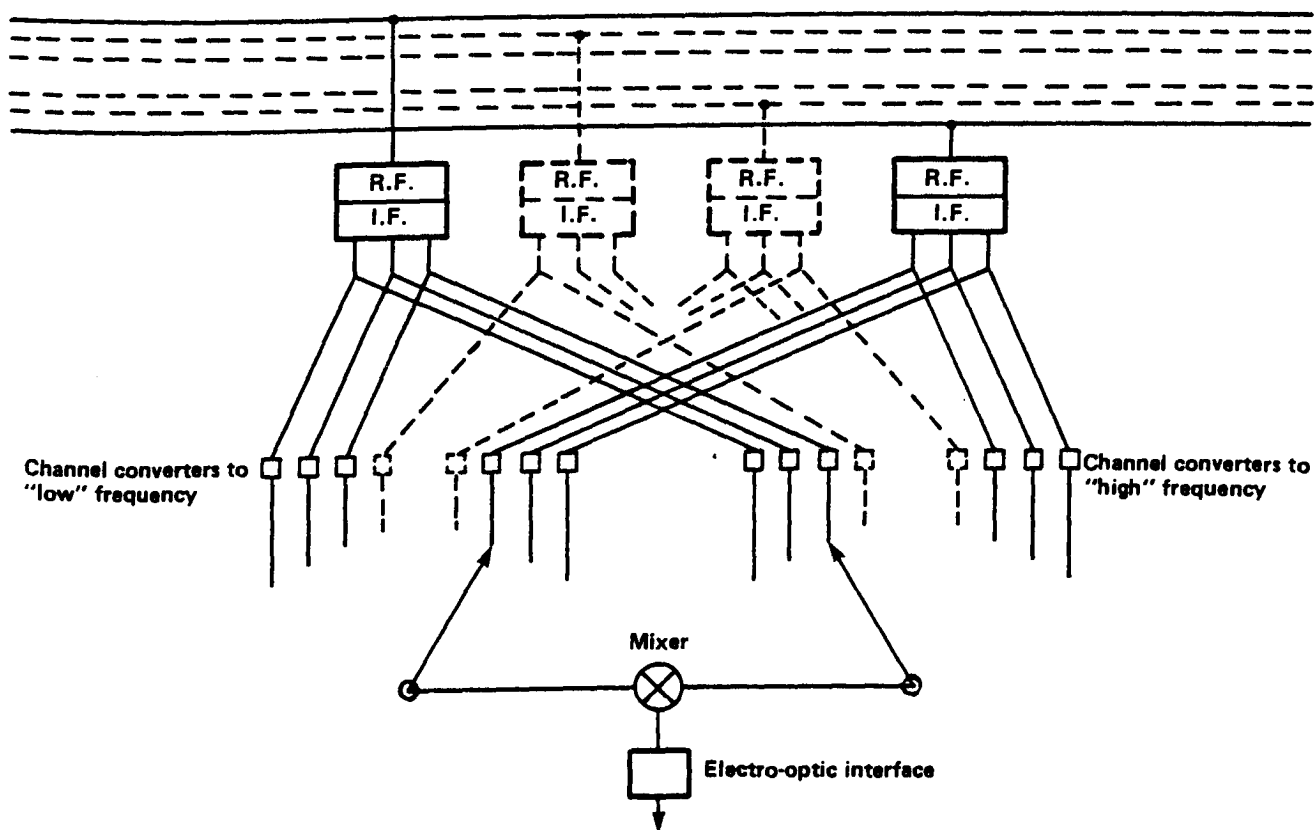 R.F.
I.F.
R.F.
I.F.
R.F.
I.F.
R.F.
I.F.
Channel converters to
"low" frequency
Channel converters to
"high" frequency
Mixer
Electro-optic interface